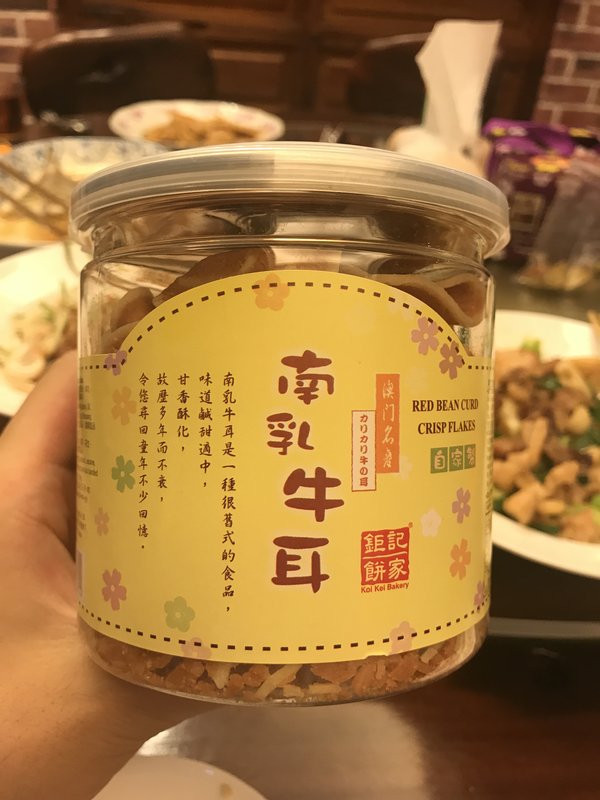 RED BEAN CURD
CRISP FLAKES
自家製
澳门名產
カリカリ牛の耳
南乳牛耳
鉅記
餅家
Koi Kei Bakery
南乳牛耳是一種很舊式的食品，
味道鹹甜適中，
甘香酥化，
故歷多年而不衰，
令您尋回童年不少回憶。